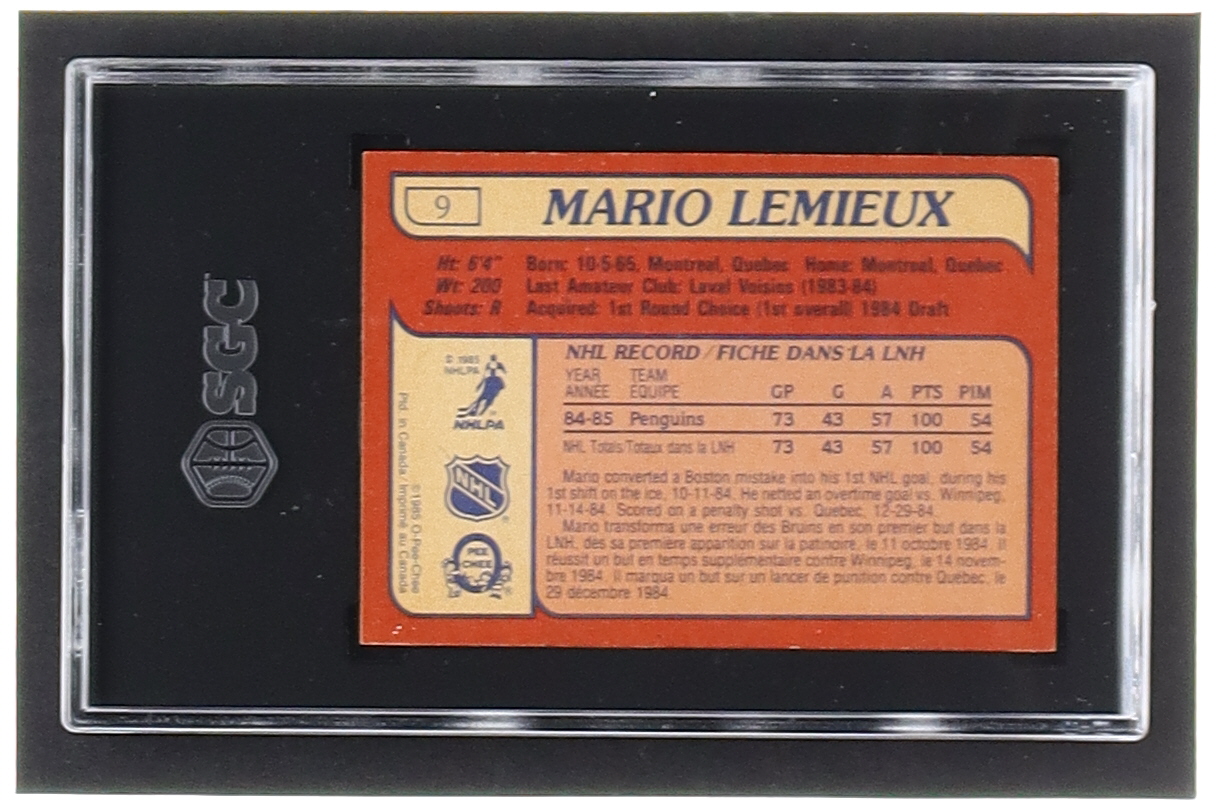 SGC
9
MARIO LEMIEUX
Ht: 6'4" Born: 10-5-65, Montreal, Quebec Home: Montreal, Quebec
Wt: 200 Last Amateur Club: Laval Voisins (1983-84)
Shoots: R Acquired: 1st Round Choice (1st overall) 1984 Draft
© 1985
NHLPA
NHLPA
NHL
PEE
CHEE
©1985 O-Pee-Chee
Ptd. in Canada/Imprimé au Canada
NHL RECORD/FICHE DANS LA LNH
YEAR TEAM
ANNÉE EQUIPE GP G A PTS PIM
84-85 Penguins 73 43 57 100 54
NHL Totals/Totaux dans la LNH 73 43 57 100 54
Mario converted a Boston mistake into his 1st NHL goal, during his
1st shift on the ice, 10-11-84. He netted an overtime goal vs. Winnipeg,
11-14-84. Scored on a penalty shot vs. Quebec, 12-29-84.
Mario transforma une erreur des Bruins en son premier but dans la
LNH, dès sa première apparition sur la patinoire, le 11 octobre 1984. Il
réussit un but en temps supplémentaire contre Winnipeg, le 14 novem-
bre 1984. Il marqua un but sur un lancer de punition contre Québec, le
29 décembre 1984.